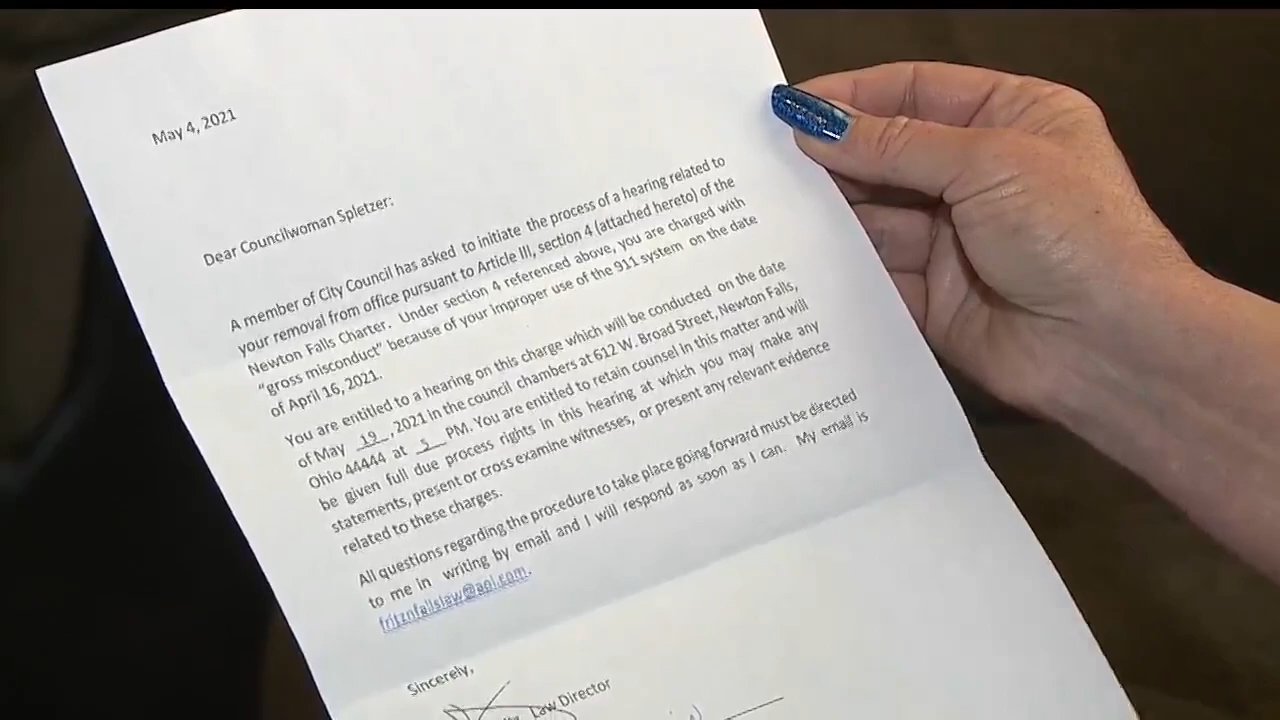 May 4, 2021
Dear Councilwoman Spletzer:
A member of City Council has asked to initiate the process of a hearing related to
your removal from office pursuant to Article III, section 4 (attached hereto) of the
Newton Falls Charter. Under section 4 referenced above, you are charged with
"gross misconduct" because of your improper use of the 911 system on the date
of April 16, 2021.
You are entitled to a hearing on this charge which will be conducted on the date
of May 19, 2021 in the council chambers at 612 W. Broad Street, Newton Falls,
Ohio 44444 at 5 PM. You are entitled to retain counsel in this matter and will
be given full due process rights in this hearing at which you may make any
statements, present or cross examine witnesses, or present any relevant evidence
related to these charges.
All questions regarding the procedure to take place going forward must be directed
to me in writing by email and I will respond as soon as I can. My email is
fritznfallslaw@aol.com.
Sincerely,
Law Director